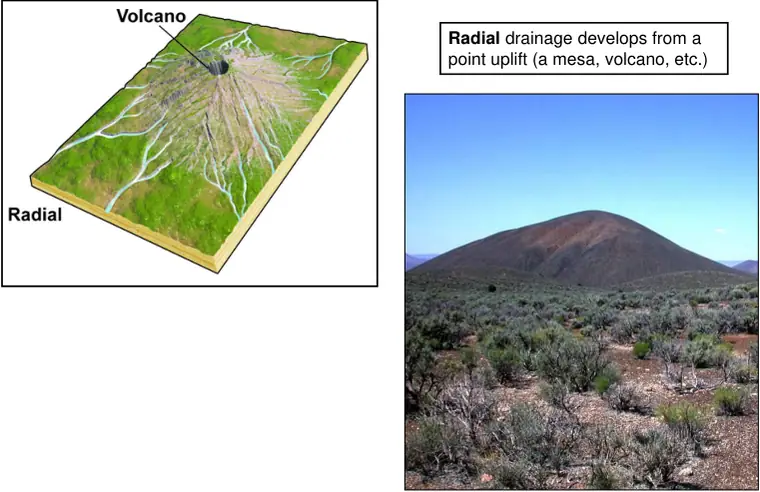 Volcano
Radial
Radial drainage develops from a
point uplift (a mesa, volcano, etc.)